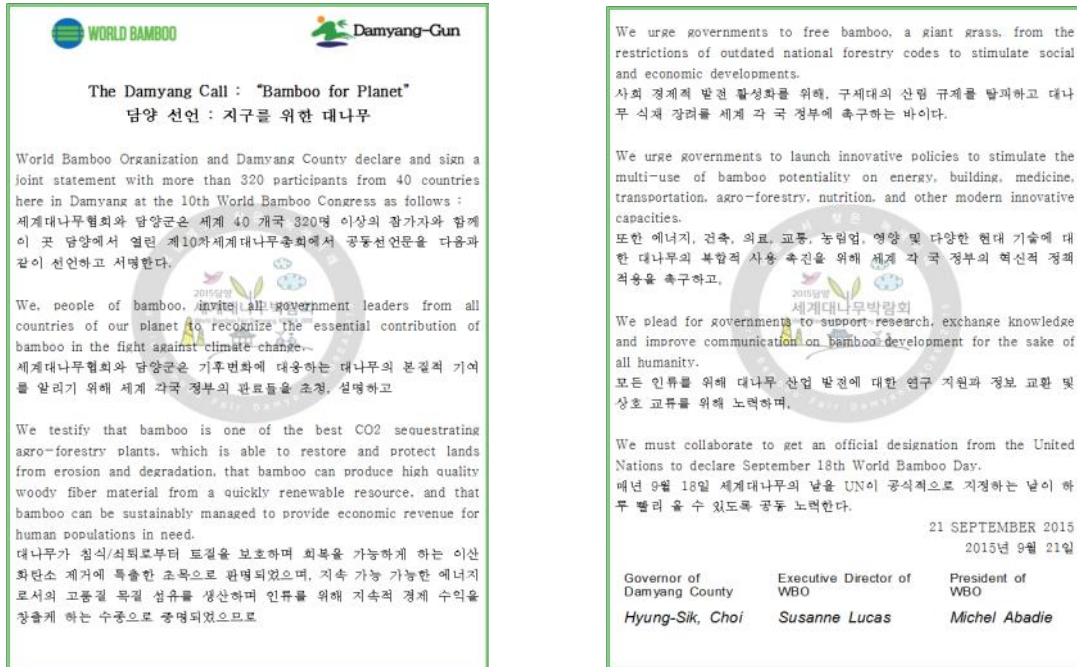 WORLD BAMBOO
Damyang-Gun
The Damyang Call : “Bamboo for Planet”
담양 선언 : 지구를 위한 대나무
World Bamboo Organization and Damyang County declare and sign a
joint statement with more than 320 participants from 40 countries
here in Damyang at the 10th World Bamboo Congress as follows :
세계대나무협회와 담양군은 세계 40 개국 320명 이상의 참가자와 함께
이 곳 담양에서 열린 제10차세계대나무총회에서 공동선언문을 다음과
같이 선언하고 서명한다.
We, people of bamboo, invite all government leaders from all
countries of our planet to recognize the essential contribution of
bamboo in the fight against climate change.
세계대나무협회와 담양군은 기후변화에 대응하는 대나무의 본질적 기여
를 알리기 위해 세계 각국 정부의 관료들을 초청, 설명하고
We testify that bamboo is one of the best CO2 sequestrating
agro-forestry plants, which is able to restore and protect lands
from erosion and degradation, that bamboo can produce high quality
woody fiber material from a quickly renewable resource, and that
bamboo can be sustainably managed to provide economic revenue for
human populations in need.
대나무가 침식/쇠퇴로부터 토질을 보호하며 회복을 가능하게 하는 이산
화탄소 제거에 특출한 초목으로 판명되었으며, 지속 가능 가능한 에너지
로서의 고품질 목질 섬유를 생산하며 인류를 위해 지속적 경제 수익을
창출케 하는 수종으로 증명되었으므로
2015담양
세계대나무박람회
We urge governments to free bamboo, a giant grass, from the
restrictions of outdated national forestry codes to stimulate social
and economic developments.
사회 경제적 발전 활성화를 위해, 구세대의 산림 규제를 탈피하고 대나
무 식재 장려를 세계 각 국 정부에 촉구하는 바이다.
We urge governments to launch innovative policies to stimulate the
multi-use of bamboo potentiality on energy, building, medicine,
transportation, agro-forestry, nutrition, and other modern innovative
capacities.
또한 에너지, 건축, 의료, 교통, 농림업, 영양 및 다양한 현대 기술에 대
한 대나무의 복합적 사용 촉진을 위해 세계 각 국 정부의 혁신적 정책
적용을 촉구하고,
We plead for governments to support research, exchange knowledge
and improve communication on bamboo development for the sake of
all humanity.
모든 인류를 위해 대나무 산업 발전에 대한 연구 지원과 정보 교환 및
상호 교류를 위해 노력하며,
We must collaborate to get an official designation from the United
Nations to declare September 18th World Bamboo Day.
매년 9월 18일 세계대나무의 날을 UN이 공식적으로 지정하는 날이 하
루 빨리 올 수 있도록 공동 노력한다.
21 SEPTEMBER 2015
2015년 9월 21일
Governor of Damyang County
Hyung-Sik, Choi
Executive Director of WBO
Susanne Lucas
President of WBO
Michel Abadie
2015담양
세계대나무박람회